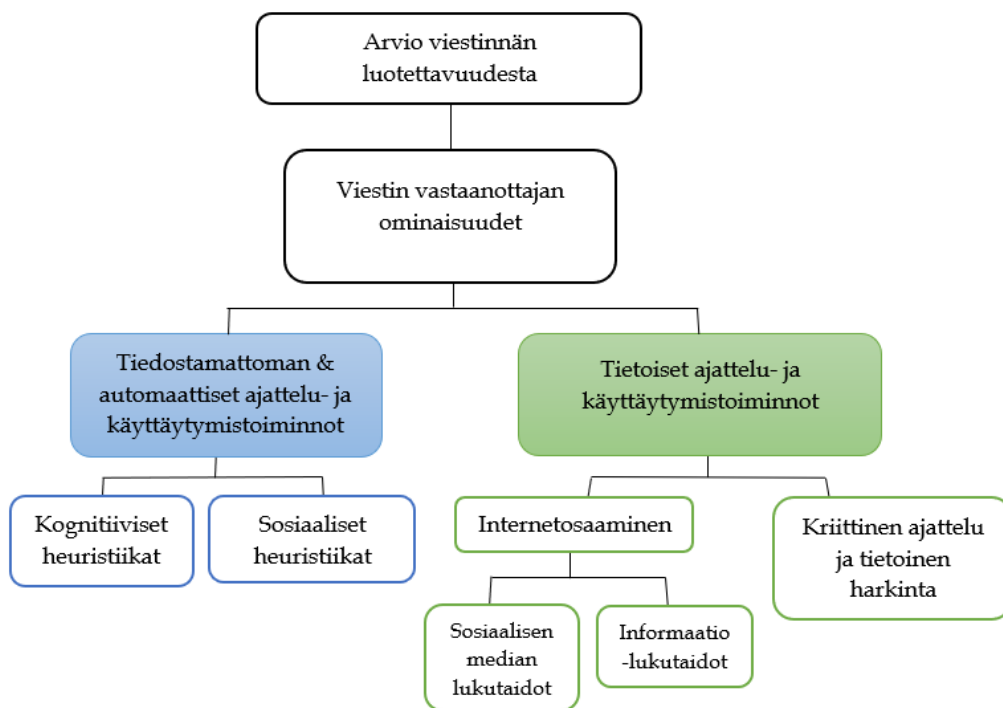 Arvio viestinnän
luotettavuudesta
Viestin vastaanottajan
ominaisuudet
Tiedostamattoman &
automaattiset ajattelu- ja
käyttäytymistoiminnot
Tietoiset ajattelu- ja
käyttäytymistoiminnot
Kognitiiviset
heuristiikat
Sosiaaliset
heuristiikat
Internetosaaminen
Kriittinen ajattelu
ja tietoinen
harkinta
Sosiaalisen
median
lukutaidot
Informaatio
-lukutaidot